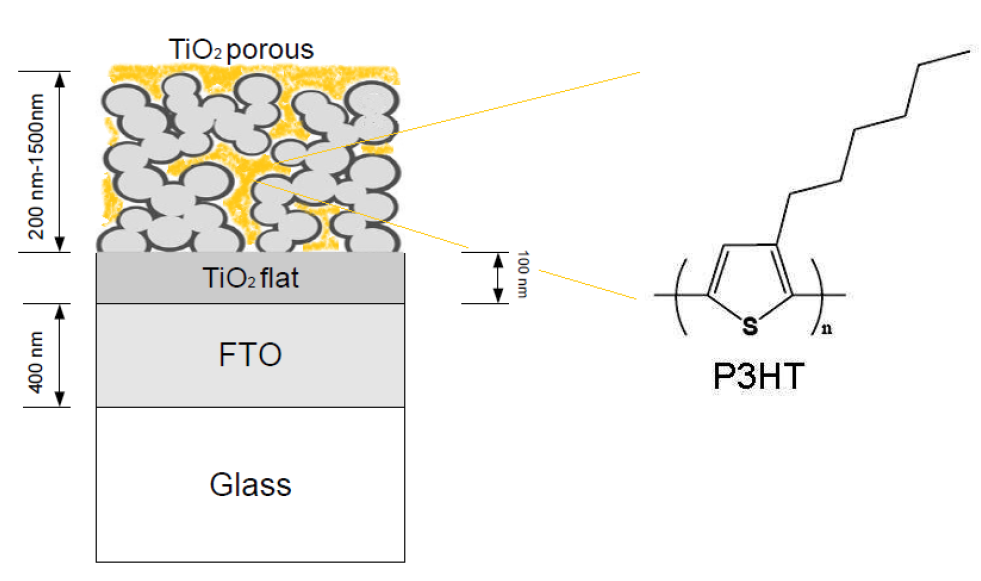 TiO2 porous
200 nm-1500nm
TiO2 flat
100 nm
400 nm
FTO
Glass
S
n
P3HT